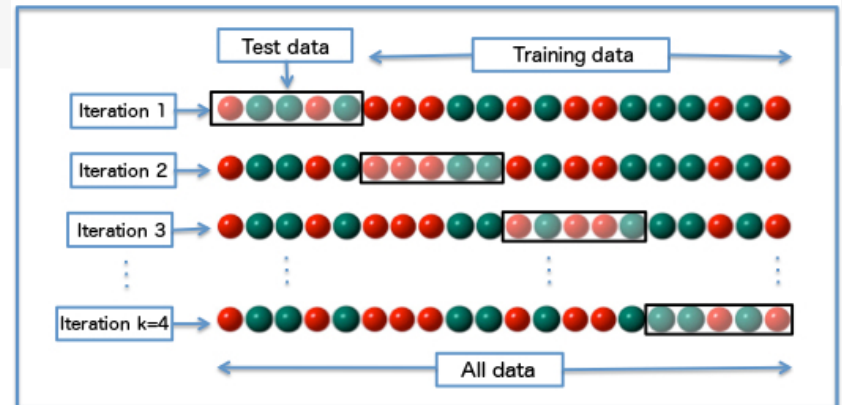 Test data
Training data
Iteration 1
Iteration 2
Iteration 3
Iteration k=4
All data